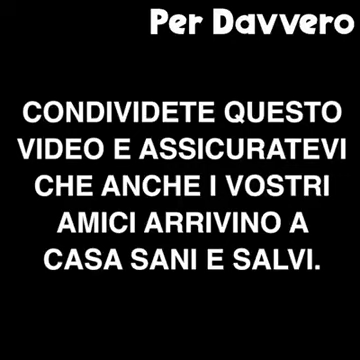 Per Davvero
CONDIVIDETE QUESTO
VIDEO E ASSICURATEVI
CHE ANCHE I VOSTRI
AMICI ARRIVINO A
CASA SANI E SALVI.